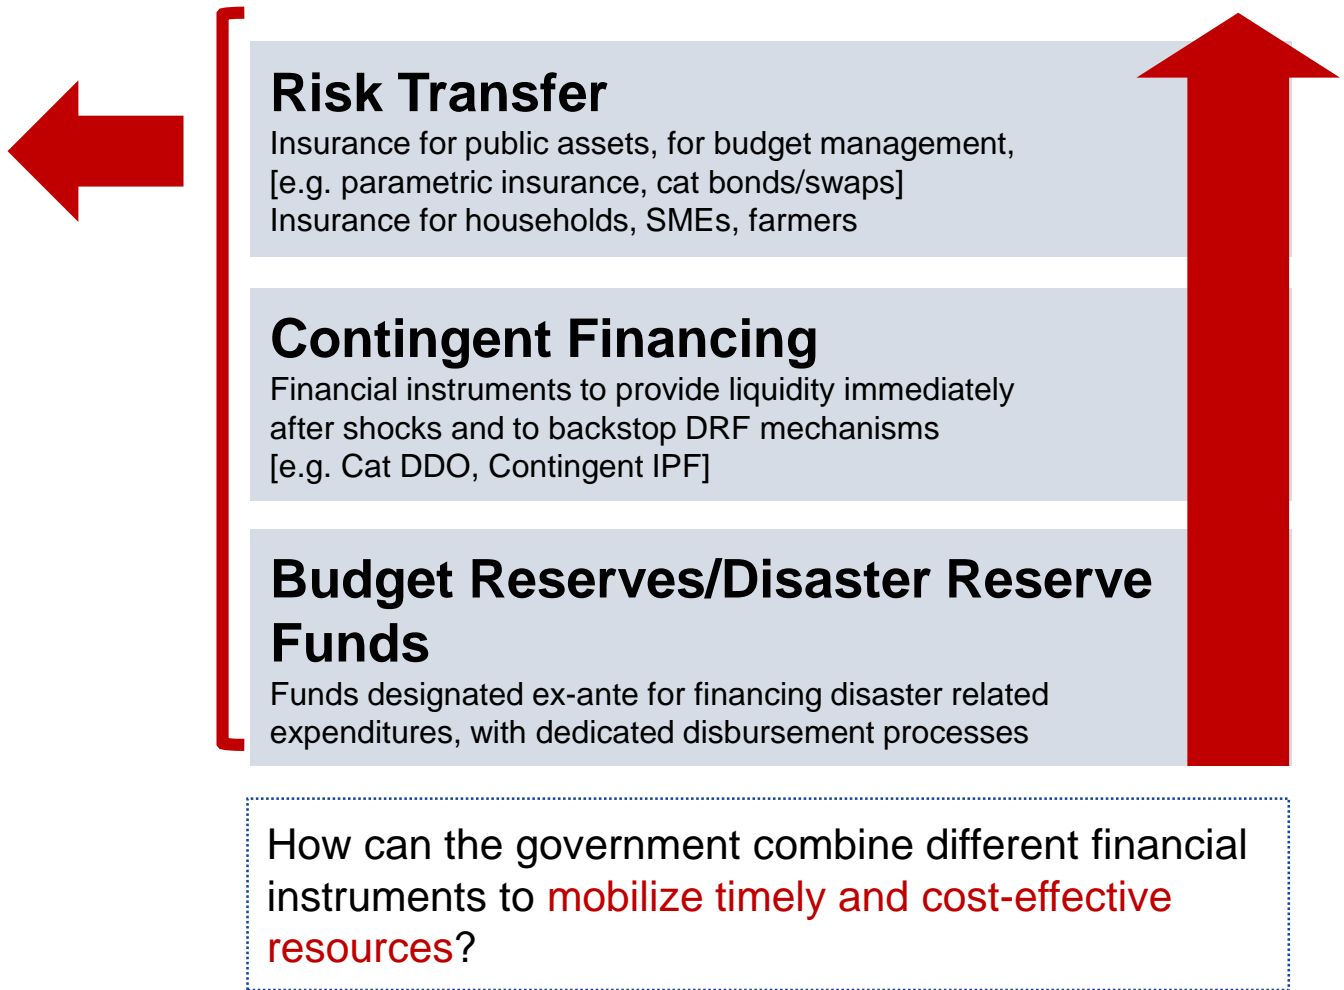 Risk Transfer
Insurance for public assets, for budget management,
[e.g. parametric insurance, cat bonds/swaps]
Insurance for households, SMEs, farmers
Contingent Financing
Financial instruments to provide liquidity immediately
after shocks and to backstop DRF mechanisms
[e.g. Cat DDO, Contingent IPF]
Budget Reserves/Disaster Reserve
Funds
Funds designated ex-ante for financing disaster related
expenditures, with dedicated disbursement processes
How can the government combine different financial
instruments to mobilize timely and cost-effective
resources?